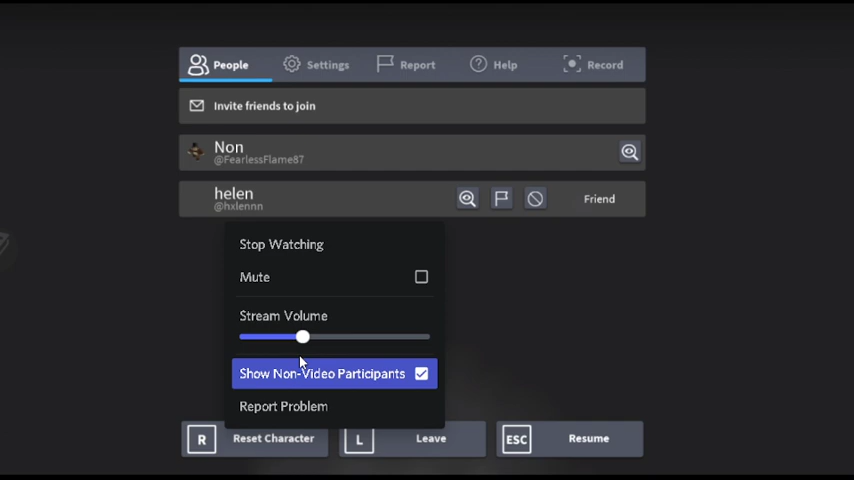 People Settings Report Help Record
Invite friends to join
Non
@FearlessFlame87
helen
@hxlennn
Friend
Stop Watching
Mute
Stream Volume
Show Non-Video Participants
Report Problem
R Reset Character L Leave ESC Resume